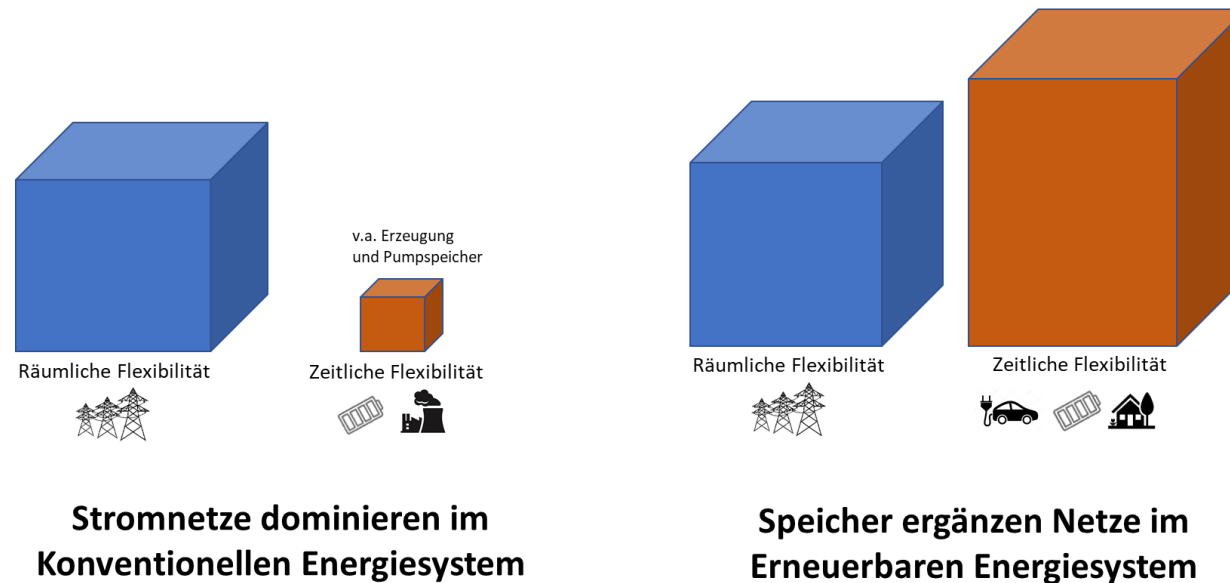 v.a. Erzeugung
und Pumpspeicher
Räumliche Flexibilität
Zeitliche Flexibilität
Stromnetze dominieren im
Konventionellen Energiesystem
Räumliche Flexibilität
Zeitliche Flexibilität
Speicher ergänzen Netze im
Erneuerbaren Energiesystem